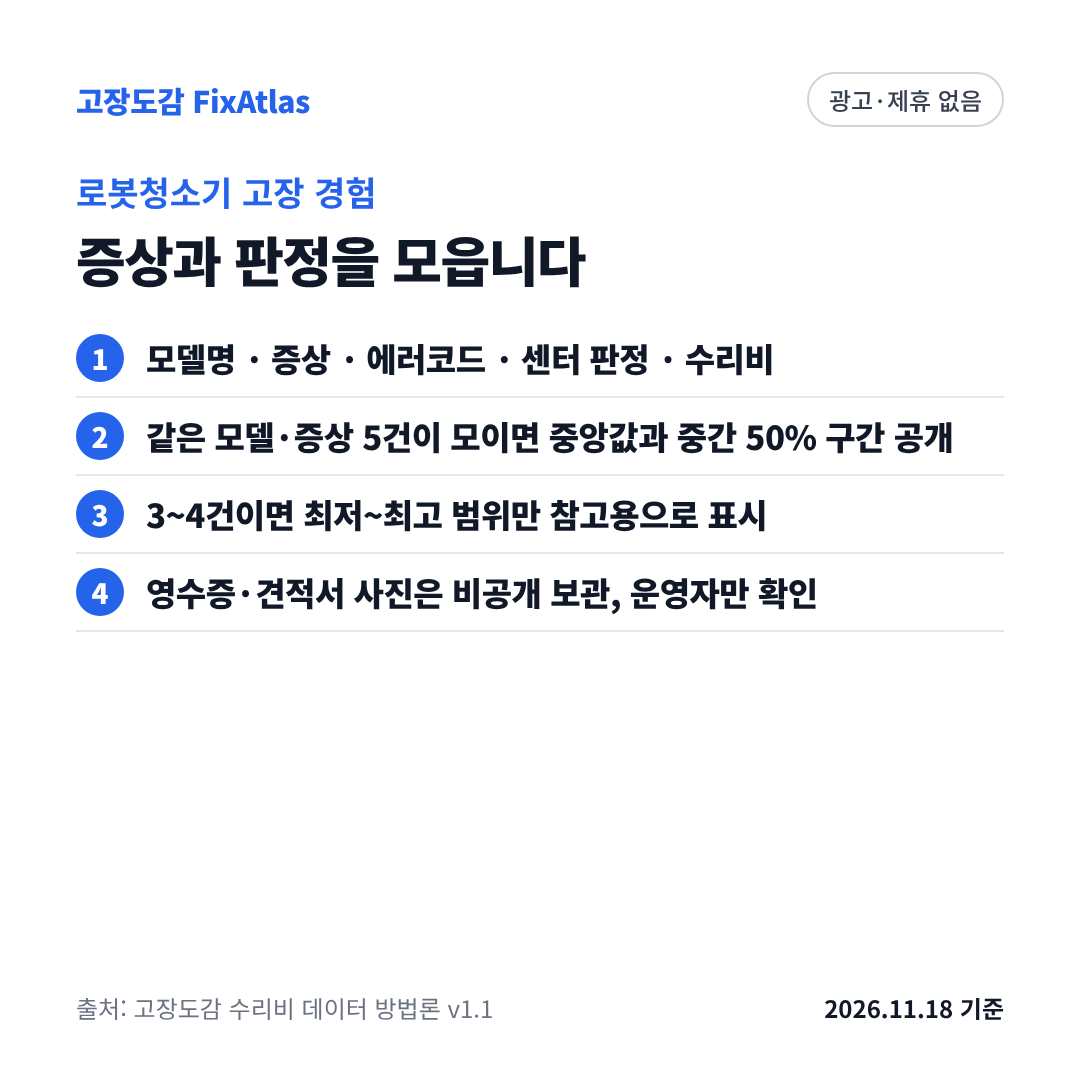 고장도감 FixAtlas
광고·제휴 없음
로봇청소기 고장 경험
증상과 판정을 모읍니다
1 모델명 · 증상 · 에러코드 · 센터 판정 · 수리비
2 같은 모델·증상 5건이 모이면 중앙값과 중간 50% 구간 공개
3 3~4건이면 최저~최고 범위만 참고용으로 표시
4 영수증·견적서 사진은 비공개 보관, 운영자만 확인
출처: 고장도감 수리비 데이터 방법론 v1.1
2026.11.18 기준